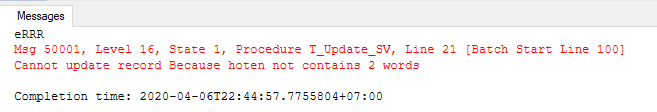 Messages
eRRR
Msg 50001, Level 16, State 1, Procedure T_Update_SV, Line 21 [Batch Start Line 100]
Cannot update record Because hoten not contains 2 words
Completion time: 2020-04-06T22:44:57.7755804+07:00